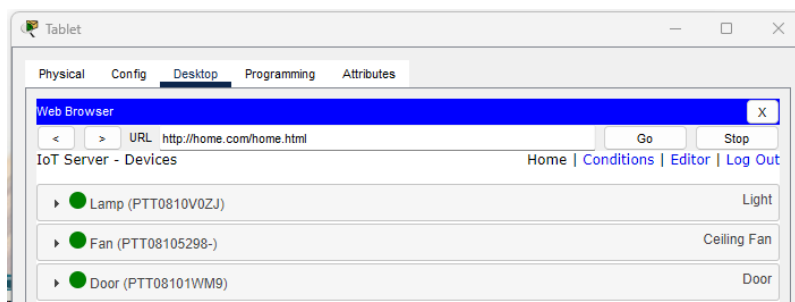 Tablet
Physical Config Desktop Programming Attributes
Web Browser X
< > URL http://home.com/home.html Go Stop
IoT Server - Devices Home | Conditions | Editor | Log Out
Lamp (PTT0810V0ZJ) Light
Fan (PTT08105298-) Ceiling Fan
Door (PTT08101WM9) Door